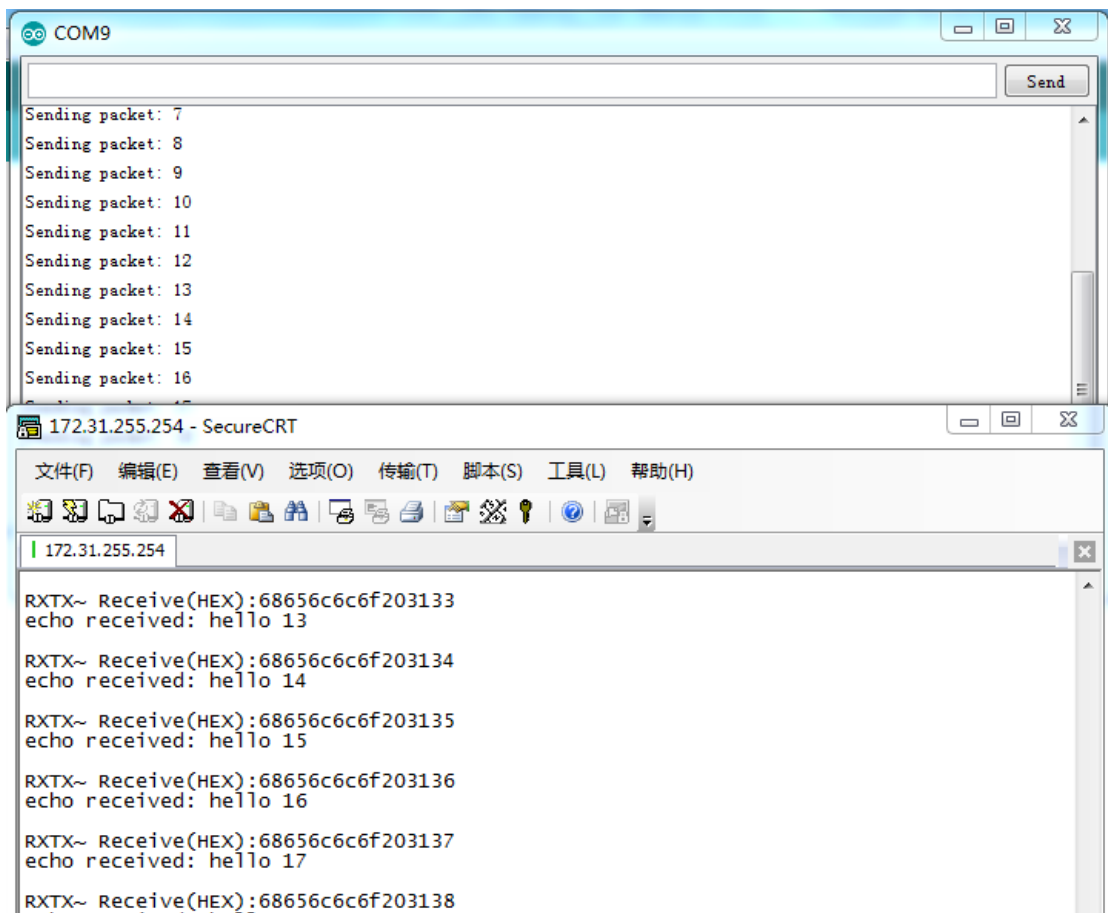 COM9
Send
Sending packet: 7
Sending packet: 8
Sending packet: 9
Sending packet: 10
Sending packet: 11
Sending packet: 12
Sending packet: 13
Sending packet: 14
Sending packet: 15
Sending packet: 16
172.31.255.254 - SecureCRT
文件(F) 编辑(E) 查看(V) 选项(O) 传输(T) 脚本(S) 工具(L) 帮助(H)
172.31.255.254
RXTX~ Receive(HEX):68656c6c6f203133
echo received: hello 13
RXTX~ Receive(HEX):68656c6c6f203134
echo received: hello 14
RXTX~ Receive(HEX):68656c6c6f203135
echo received: hello 15
RXTX~ Receive(HEX):68656c6c6f203136
echo received: hello 16
RXTX~ Receive(HEX):68656c6c6f203137
echo received: hello 17
RXTX~ Receive(HEX):68656c6c6f203138